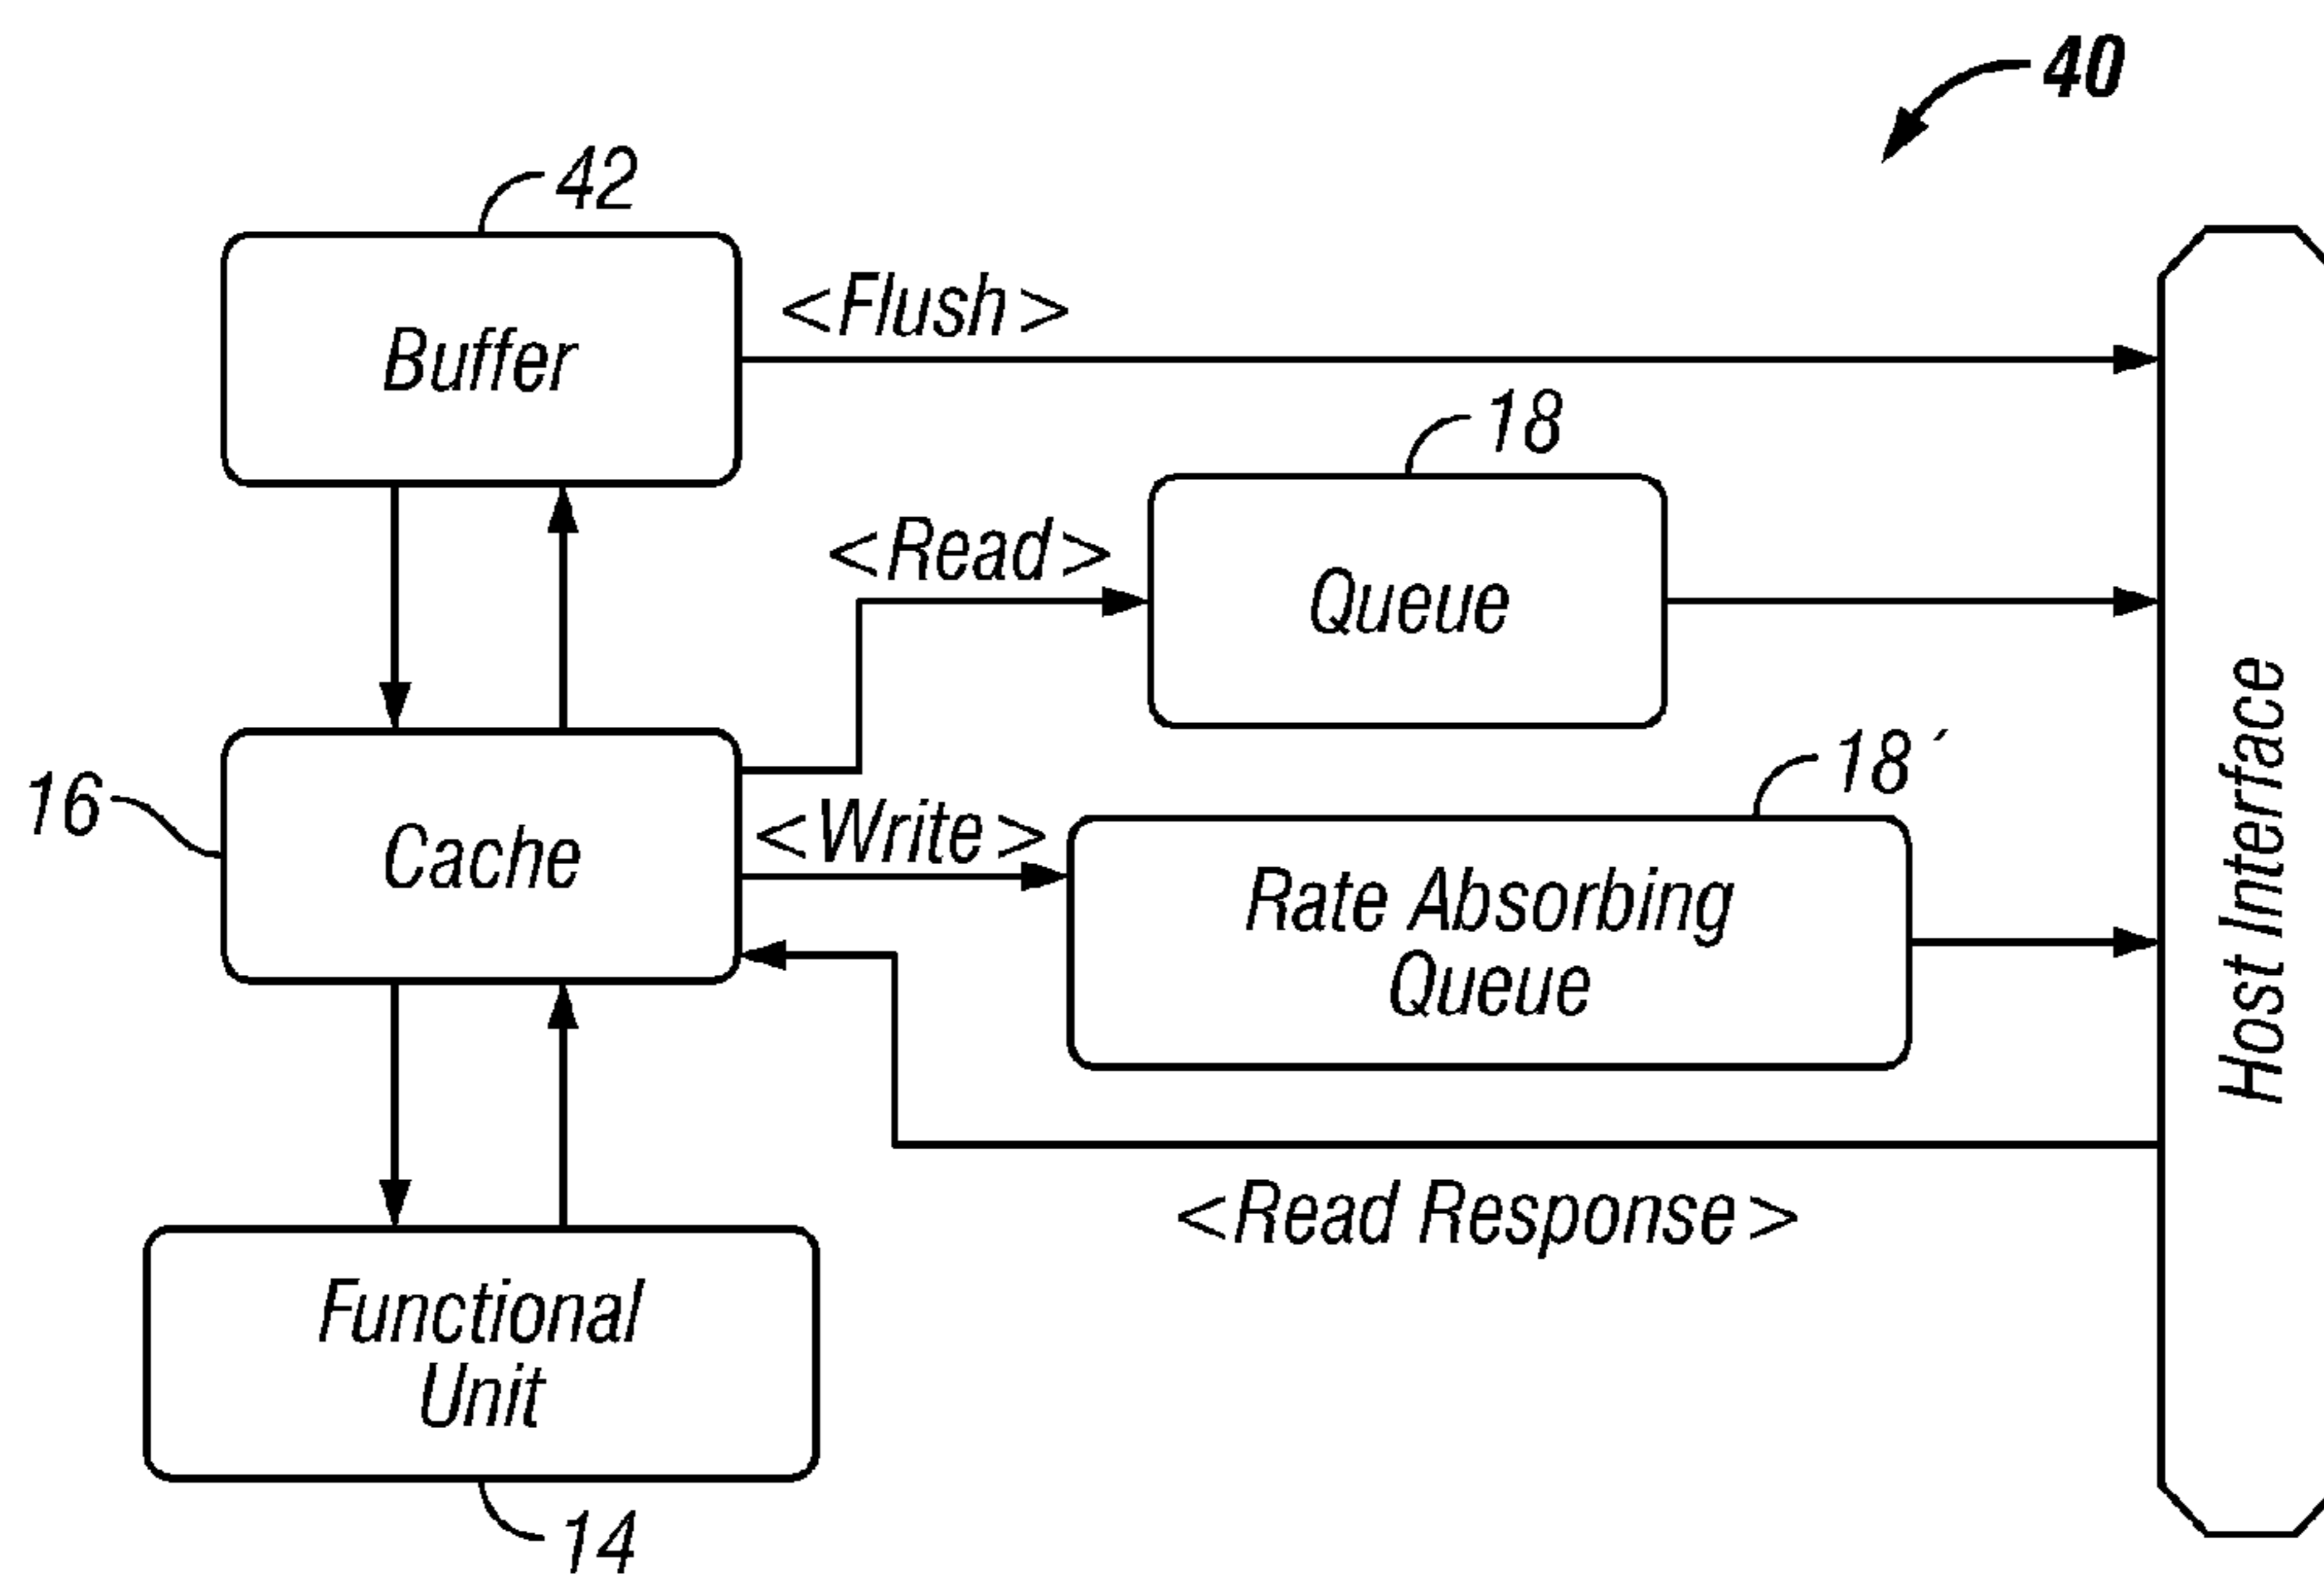 40
42
Buffer
<Flush>
18
<Read>
Queue
18´
16
Cache
<Write>
Rate Absorbing
Queue
Host Interface
<Read Response>
Functional
Unit
14